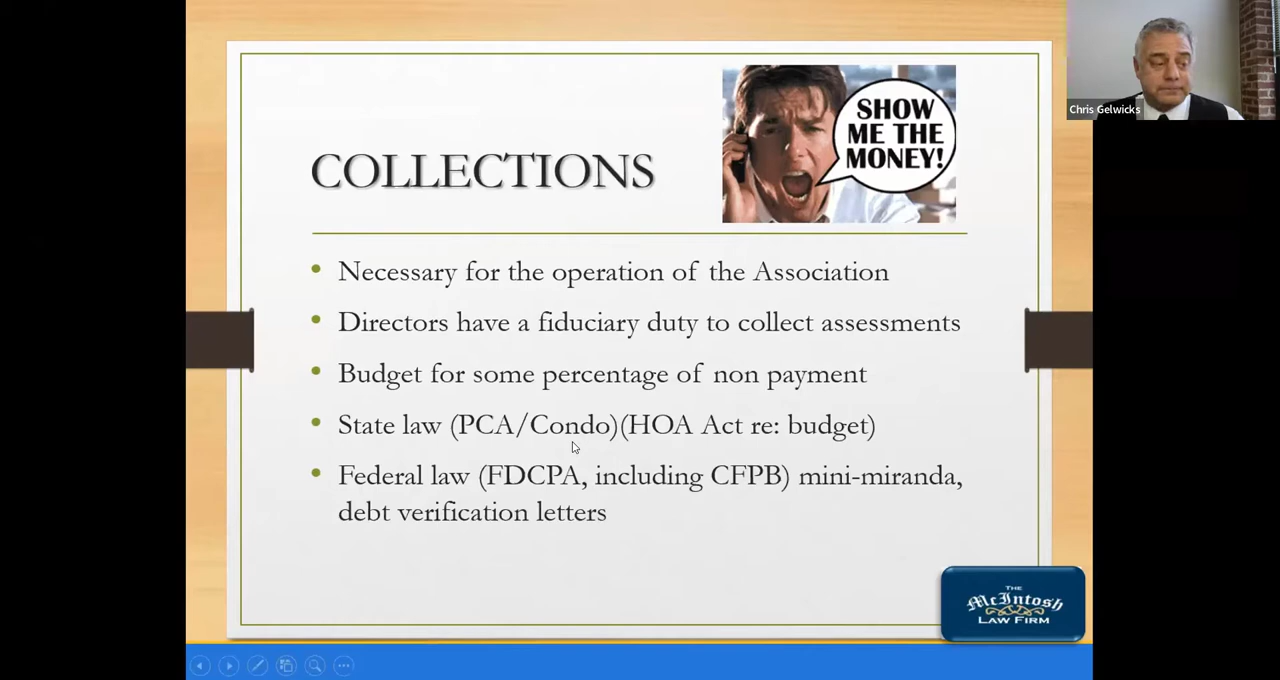 Chris Gelwicks
SHOW
ME THE
MONEY!
COLLECTIONS
• Necessary for the operation of the Association
• Directors have a fiduciary duty to collect assessments
• Budget for some percentage of non payment
• State law (PCA/Condo)(HOA Act re: budget)
• Federal law (FDCPA, including CFPB) mini-miranda,
debt verification letters
THE
McIntosh
LAW FIRM